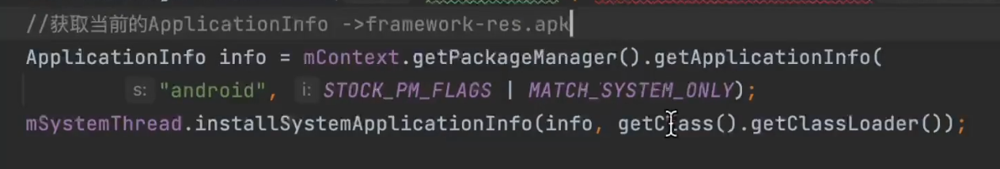 //获取当前的ApplicationInfo ->framework-res.apk
ApplicationInfo info = mContext.getPackageManager().getApplicationInfo(
s: "android", i: STOCK_PM_FLAGS | MATCH_SYSTEM_ONLY);
mSystemThread.installSystemApplicationInfo(info, getClass().getClassLoader());